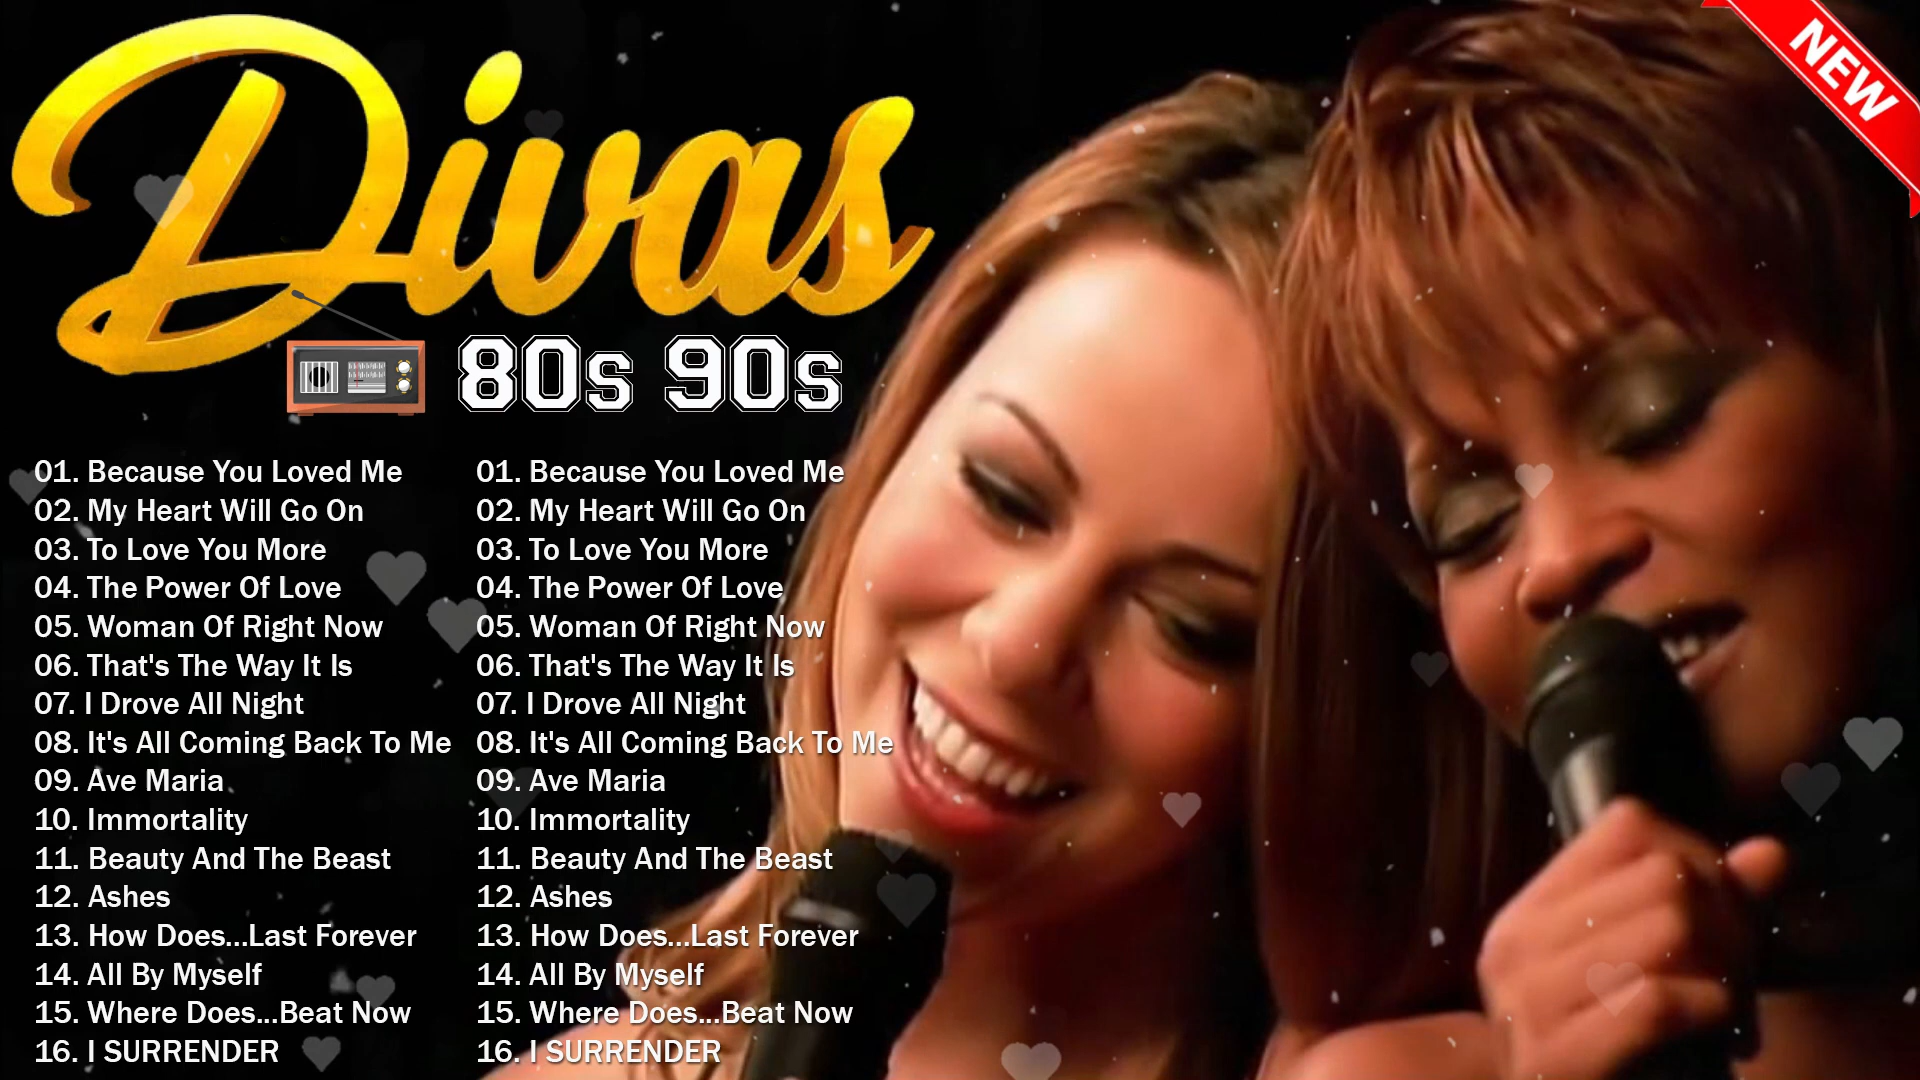 Divas
NEW
80s 90s
01. Because You Loved Me
02. My Heart Will Go On
03. To Love You More
04. The Power Of Love
05. Woman Of Right Now
06. That's The Way It Is
07. I Drove All Night
08. It's All Coming Back To Me
09. Ave Maria
10. Immortality
11. Beauty And The Beast
12. Ashes
13. How Does...Last Forever
14. All By Myself
15. Where Does...Beat Now
16. I SURRENDER
01. Because You Loved Me
02. My Heart Will Go On
03. To Love You More
04. The Power Of Love
05. Woman Of Right Now
06. That's The Way It Is
07. I Drove All Night
08. It's All Coming Back To Me
09. Ave Maria
10. Immortality
11. Beauty And The Beast
12. Ashes
13. How Does...Last Forever
14. All By Myself
15. Where Does...Beat Now
16. I SURRENDER